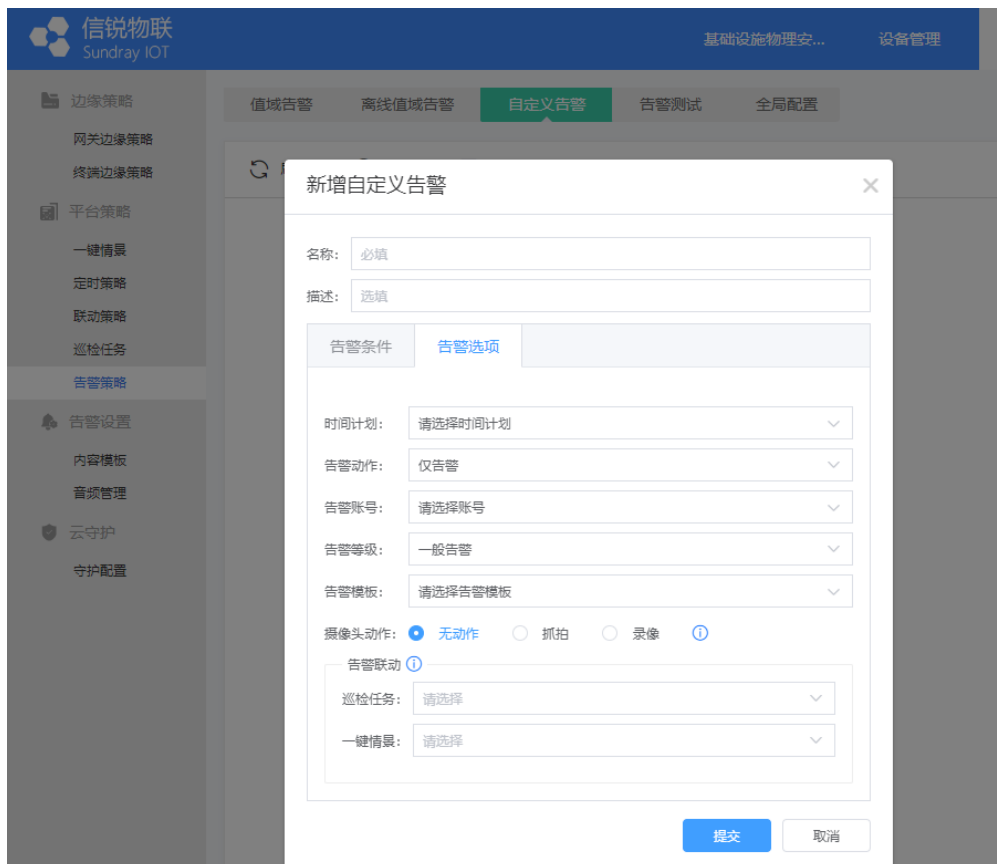 信锐物联
Sundray IOT
基础设施物理安...
设备管理
边缘策略
网关边缘策略
终端边缘策略
平台策略
一键情景
定时策略
联动策略
巡检任务
告警策略
告警设置
内容模板
音频管理
云守护
守护配置
值域告警
离线值域告警
自定义告警
告警测试
全局配置
新增自定义告警
名称: 必填
描述: 选填
告警条件
告警选项
时间计划: 请选择时间计划
告警动作: 仅告警
告警账号: 请选择账号
告警等级: 一般告警
告警模板: 请选择告警模板
摄像头动作: 无动作 抓拍 录像
告警联动
巡检任务: 请选择
一键情景: 请选择
提交
取消